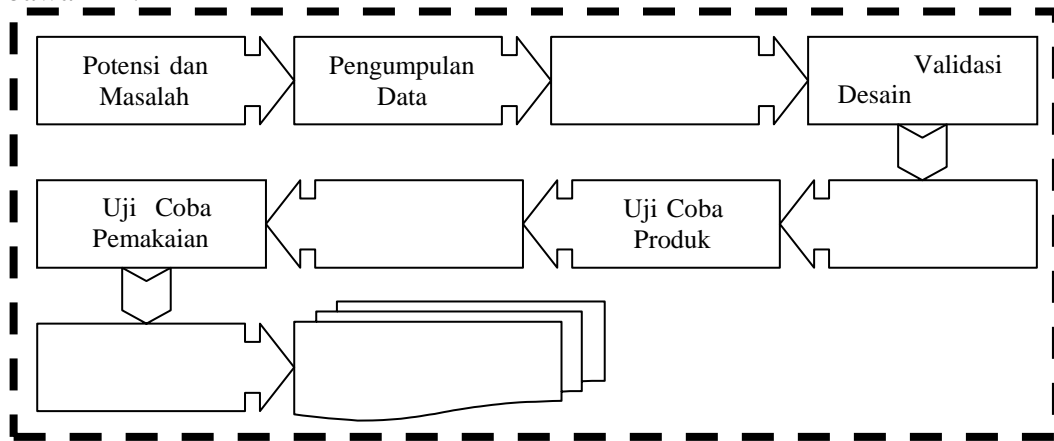 Potensi dan
Masalah
Pengumpulan
Data
Validasi
Desain
Uji Coba
Pemakaian
Uji Coba
Produk